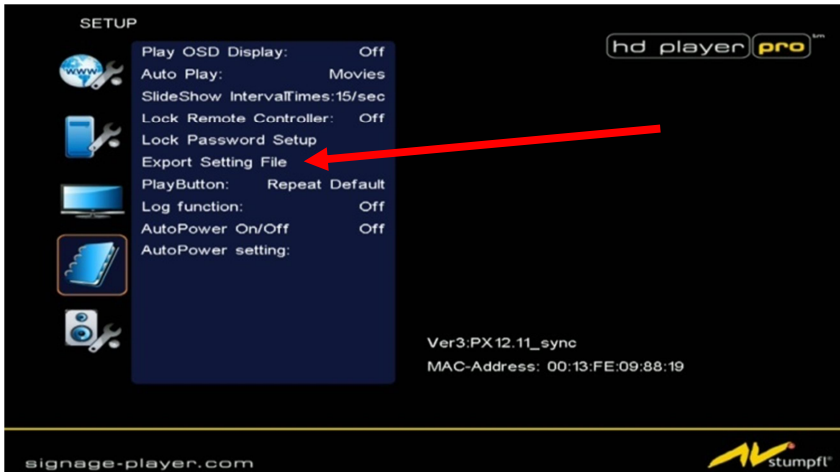 SETUP
hd player pro tm
Play OSD Display: Off
Auto Play: Movies
SlideShow IntervalTimes:15/sec
Lock Remote Controller: Off
Lock Password Setup
Export Setting File
PlayButton: Repeat Default
Log function: Off
AutoPower On/Off Off
AutoPower setting:
www
Ver3:PX12.11_sync
MAC-Address: 00:13:FE:09:88:19
signage-player.com
AV stumpfl®